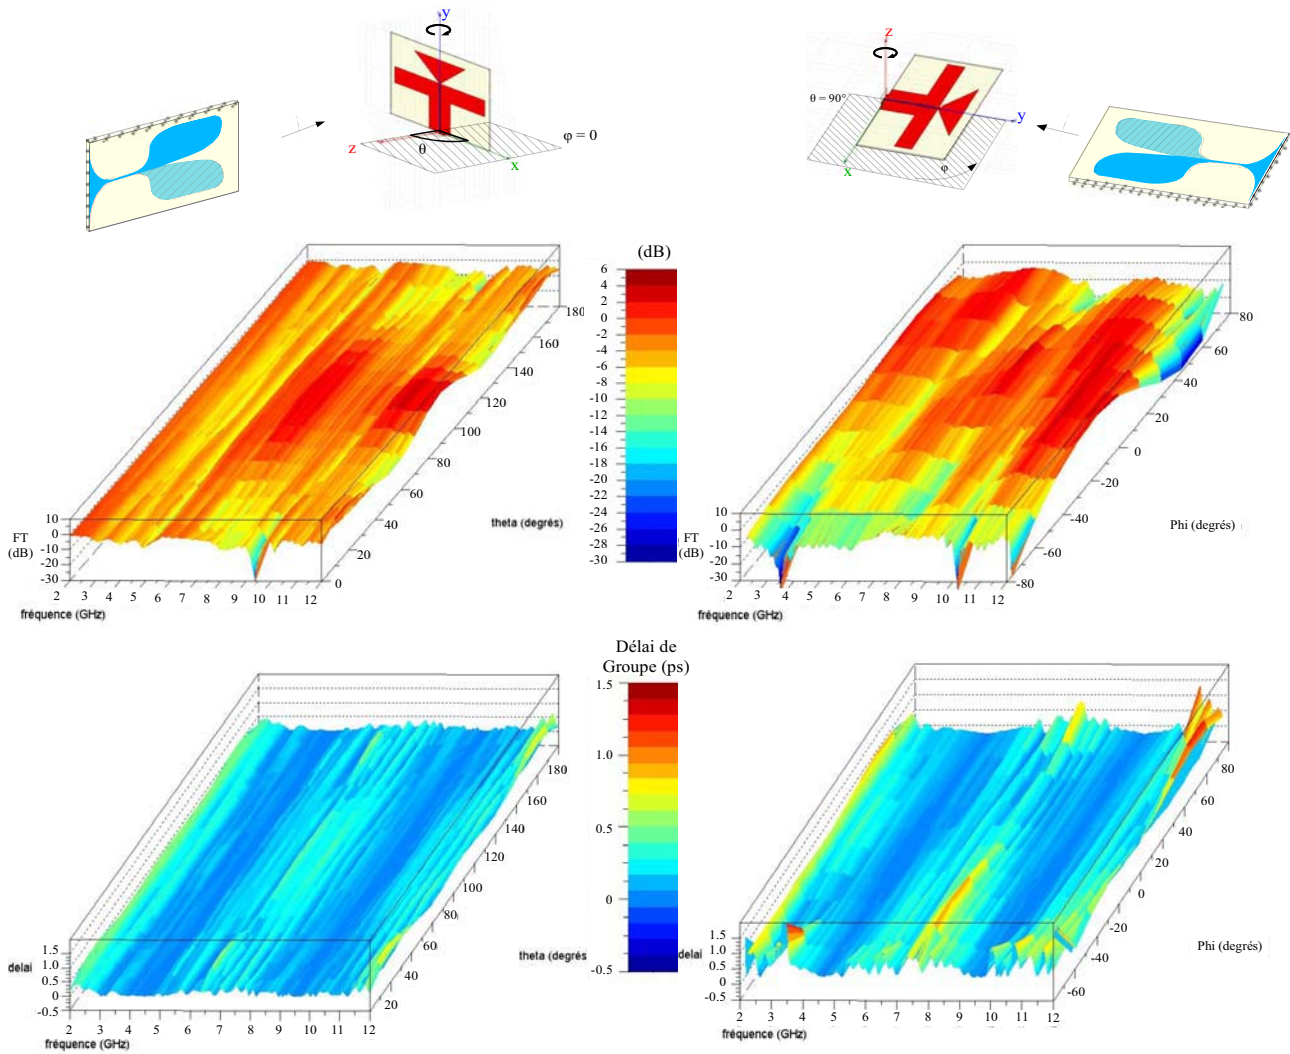 y
φ = 0
z
θ
x
z
θ = 90°
y
x
φ
(dB)
6
4
2
0
-2
-4
-6
-8
-10
-12
-14
-16
-18
-20
-22
-24
-26
-28
-30
FT
(dB)
10
0
-10
-20
-30
2 3 4 5 6 7 8 9 10 11 12
fréquence (GHz)
0
20
40
60
80
100
120
140
160
180
theta (degrés)
FT
(dB)
10
0
-10
-20
-30
2 3 4 5 6 7 8 9 10 11 12
fréquence (GHz)
-80
-60
-40
-20
0
20
40
60
80
Phi (degrés)
Délai de
Groupe (ps)
1.5
1.0
0.5
0
-0.5
delai
1.5
1.0
0.5
0
-0.5
2 3 4 5 6 7 8 9 10 11 12
fréquence (GHz)
20
40
60
80
100
120
140
160
180
theta (degrés
delai
1.5
1.0
0.5
0
-0.5
2 3 4 5 6 7 8 9 10 11 12
fréquence (GHz)
-60
-40
-20
0
20
40
60
80
Phi (degrés)